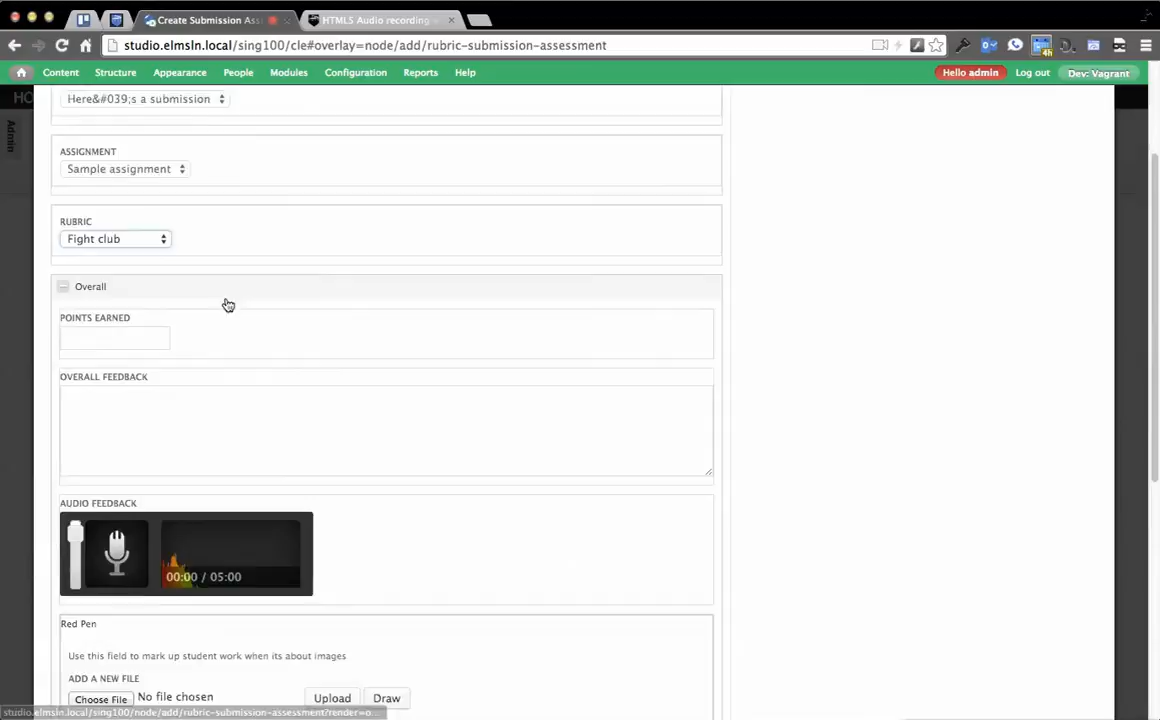 Create Submission Ass
HTML5 Audio recording
studio.elmsln.local/sing100/cle#overlay=node/add/rubric-submission-assessment
4h
Content Structure Appearance People Modules Configuration Reports Help Hello admin Log out Dev: Vagrant
HO
Admin
Here&#039;s a submission
ASSIGNMENT
Sample assignment
RUBRIC
Fight club
Overall
POINTS EARNED
OVERALL FEEDBACK
AUDIO FEEDBACK
00:00 / 05:00
Red Pen
Use this field to mark up student work when its about images
ADD A NEW FILE
Choose File No file chosen Upload Draw
studio.elmsln.local/sing100/node/add/rubric-submission-assessment?render=o...